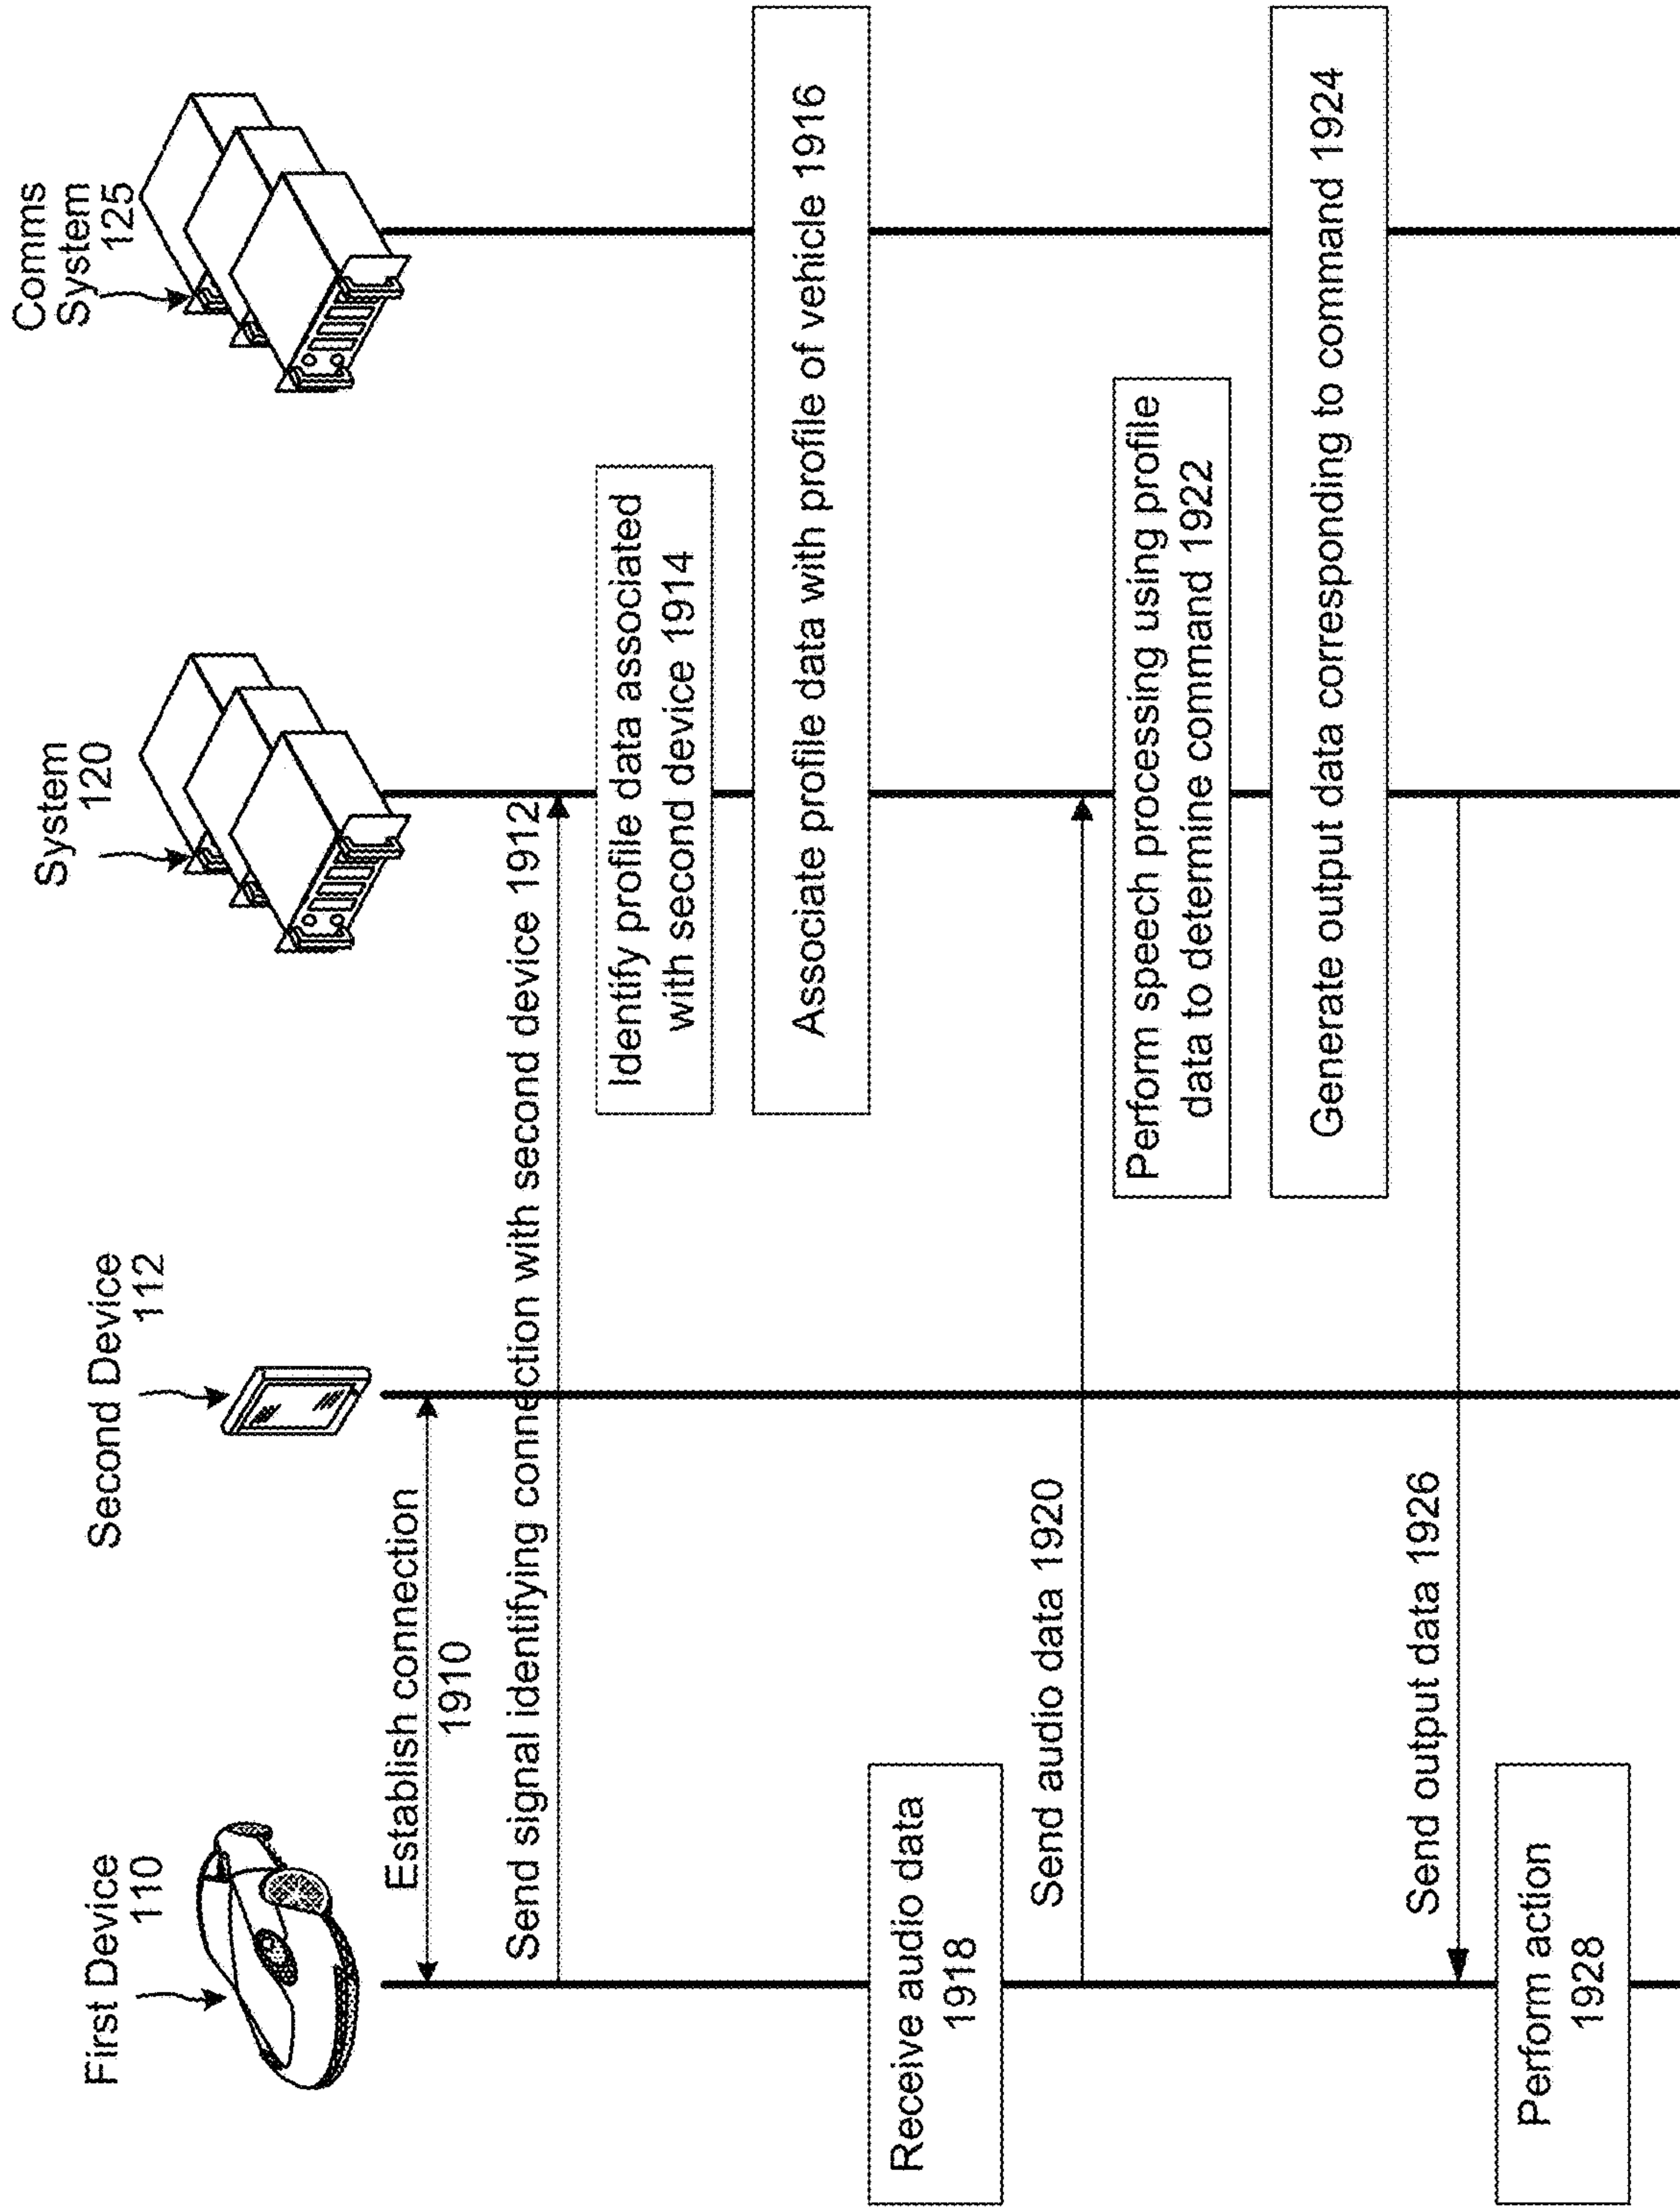 First Device
110
Second Device
112
System
120
Comms
System
125
Establish connection
1910
Send signal identifying connection with second device 1912
Identify profile data associated
with second device 1914
Associate profile data with profile of vehicle 1916
Receive audio data
1918
Send audio data 1920
Perform speech processing using profile
data to determine command 1922
Generate output data corresponding to command 1924
Send output data 1926
Perform action
1928